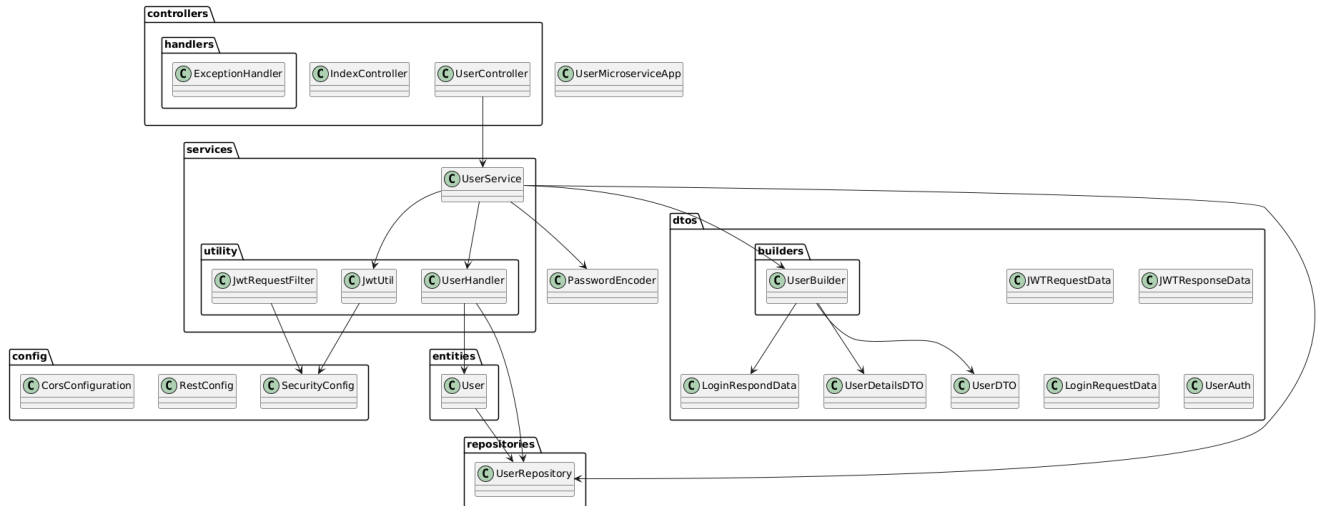 controllers
handlers
C ExceptionHandler
C IndexController
C UserController
C UserMicroserviceApp
services
C UserService
dtos
utility
C JwtRequestFilter
C JwtUtil
C UserHandler
C PasswordEncoder
builders
C UserBuilder
C JWTRequestData
C JWTResponseData
config
C CorsConfiguration
C RestConfig
C SecurityConfig
entities
C User
C LoginRespondData
C UserDetailsDTO
C UserDTO
C LoginRequestData
C UserAuth
repositories
C UserRepository